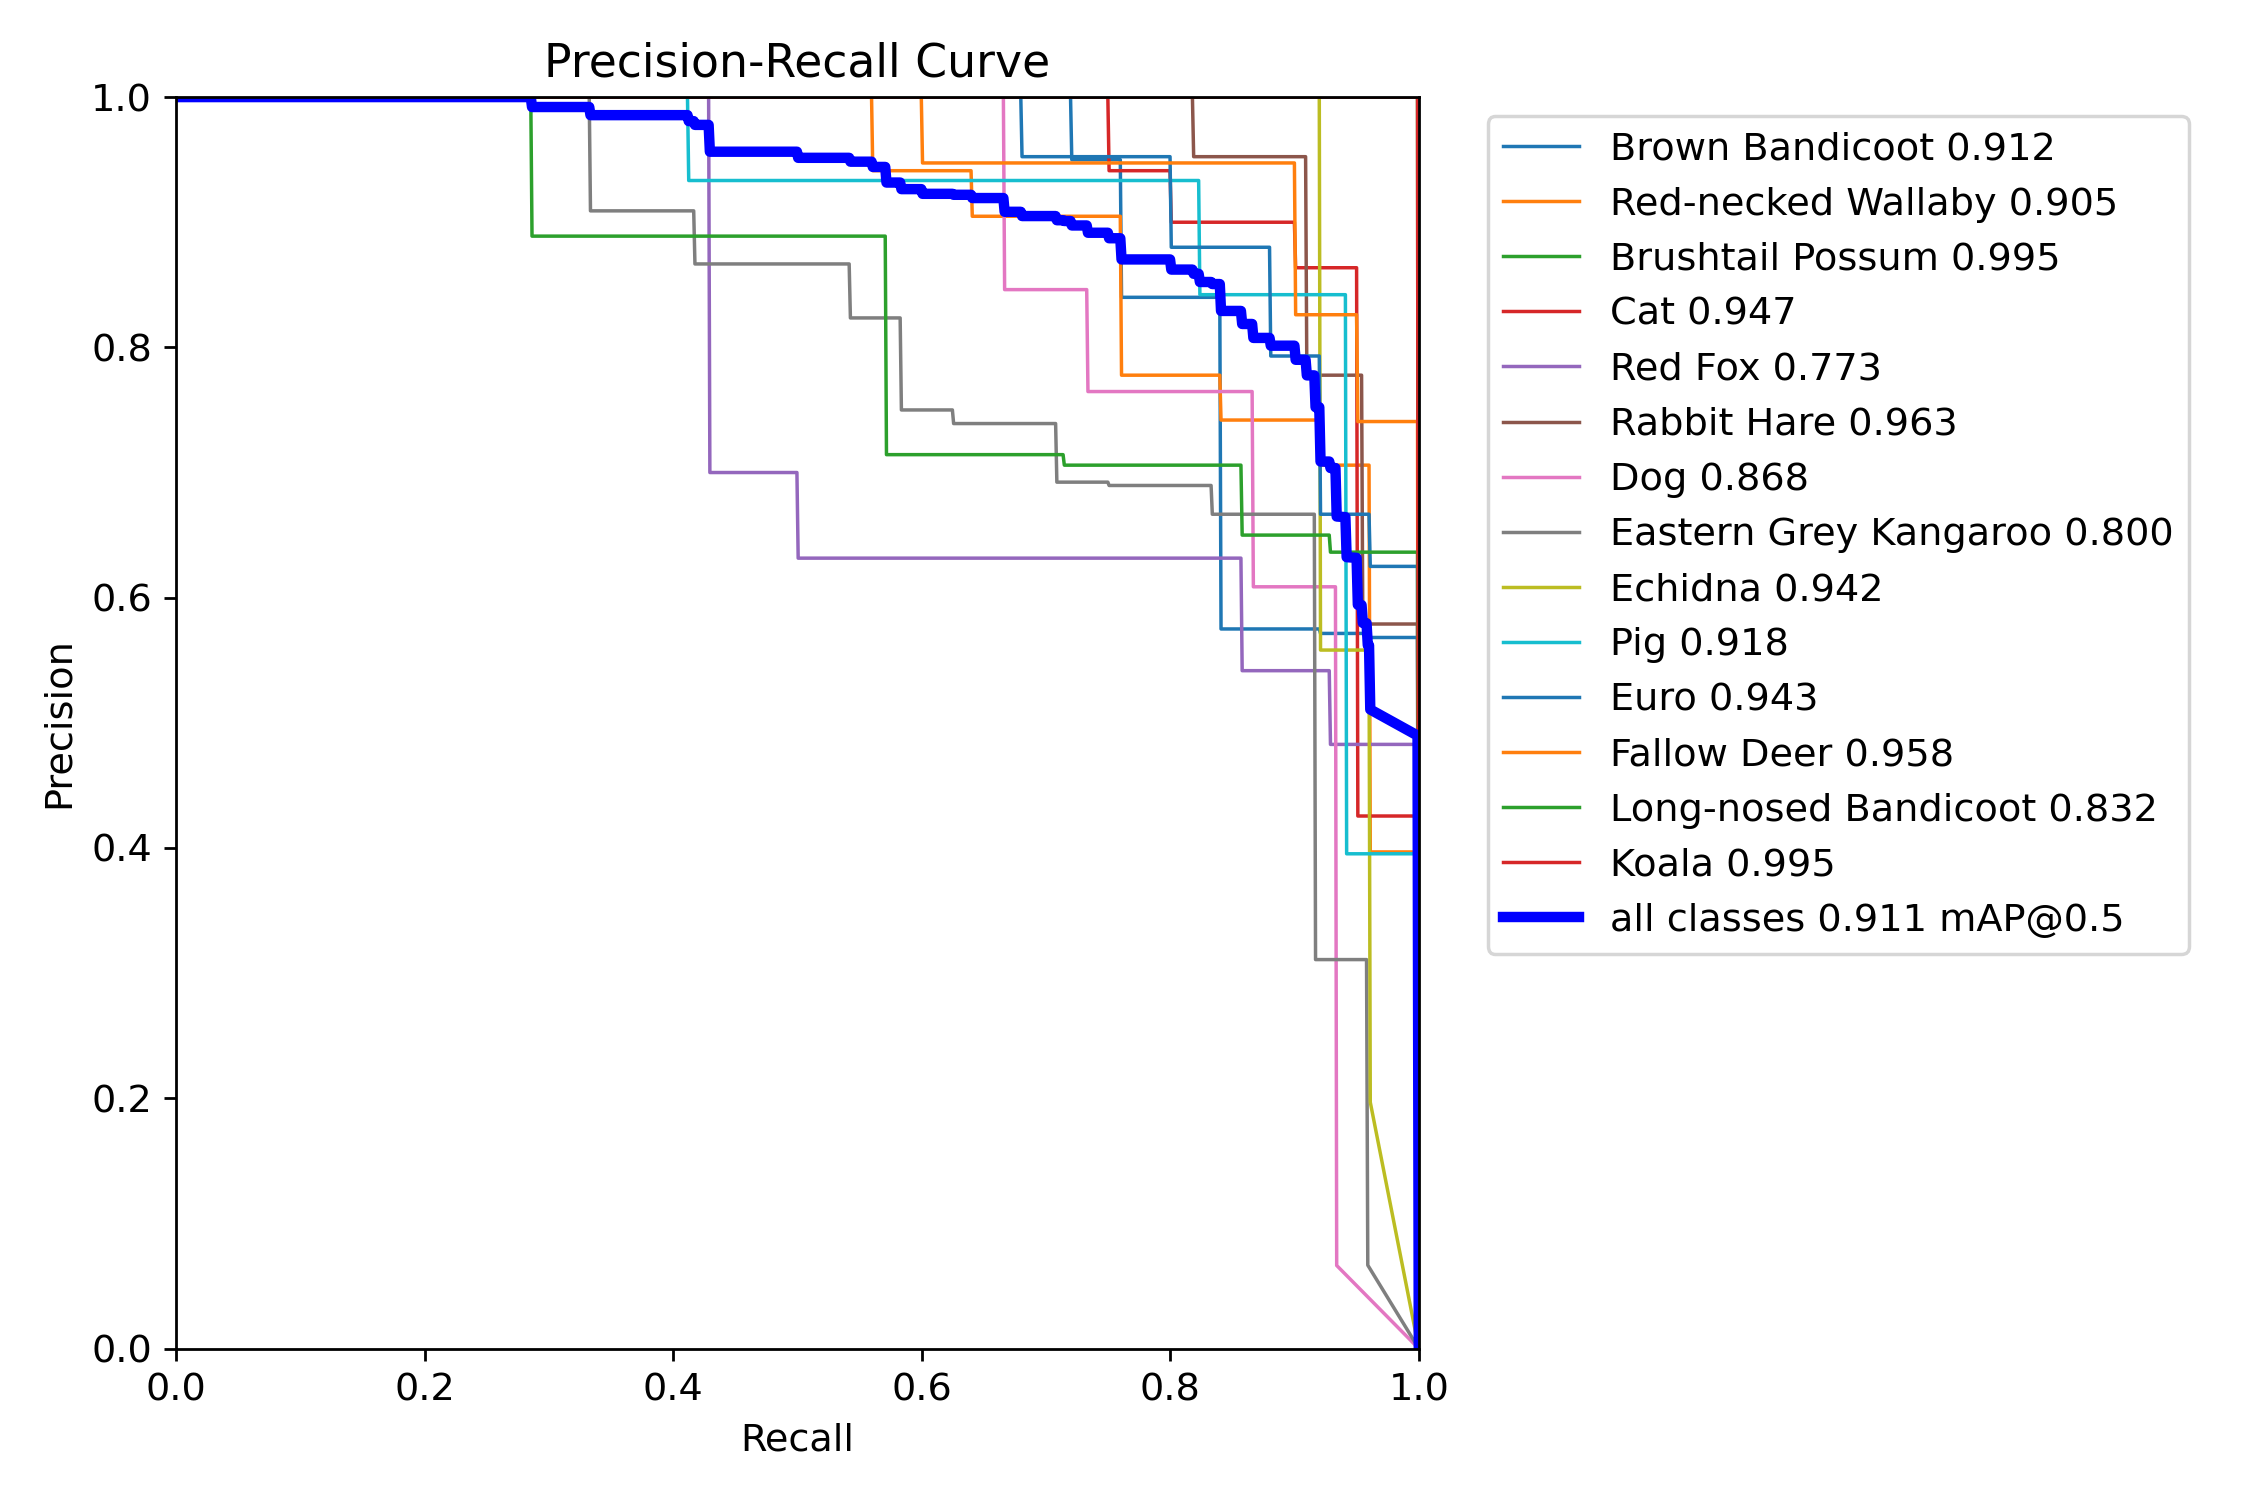 Precision-Recall Curve
1.0
0.8
0.6
0.4
0.2
0.0
Precision
0.0 0.2 0.4 0.6 0.8 1.0
Recall
Brown Bandicoot 0.912
Red-necked Wallaby 0.905
Brushtail Possum 0.995
Cat 0.947
Red Fox 0.773
Rabbit Hare 0.963
Dog 0.868
Eastern Grey Kangaroo 0.800
Echidna 0.942
Pig 0.918
Euro 0.943
Fallow Deer 0.958
Long-nosed Bandicoot 0.832
Koala 0.995
all classes 0.911 mAP@0.5